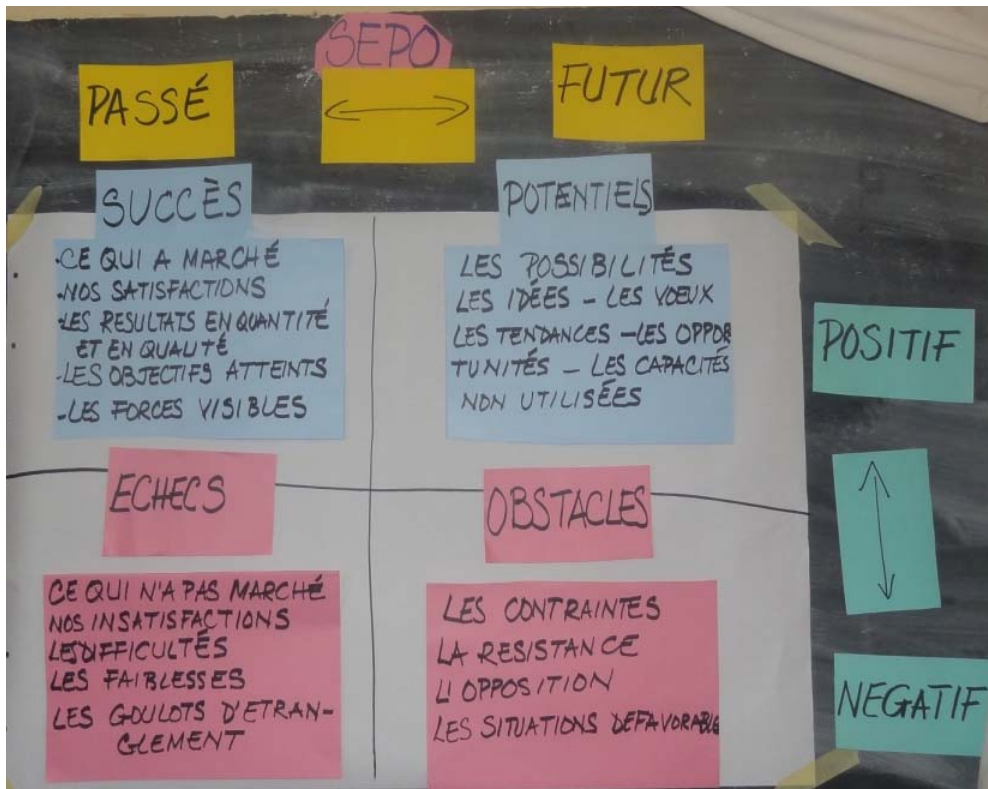 SEPO
PASSÉ
FUTUR
SUCCÈS
-CE QUI A MARCHÉ
-NOS SATISFACTIONS
-LES RESULTATS EN QUANTITÉ
ET EN QUALITÉ
-LES OBJECTIFS ATTEINTS
-LES FORCES VISIBLES
POTENTIELS
LES POSSIBILITÉS
LES IDÉES - LES VOEUX
LES TENDANCES - LES OPPOR
TUNITÉS - LES CAPACITÉS
NON UTILISÉES
POSITIF
ECHECS
CE QUI N'A PAS MARCHÉ
NOS INSATISFACTIONS
LES DIFFICULTÉS
LES FAIBLESSES
LES GOULOTS D'ETRAN-
GLEMENT
OBSTACLES
LES CONTRAINTES
LA RESISTANCE
L'OPPOSITION
LES SITUATIONS DEFAVORABLE
NEGATIF